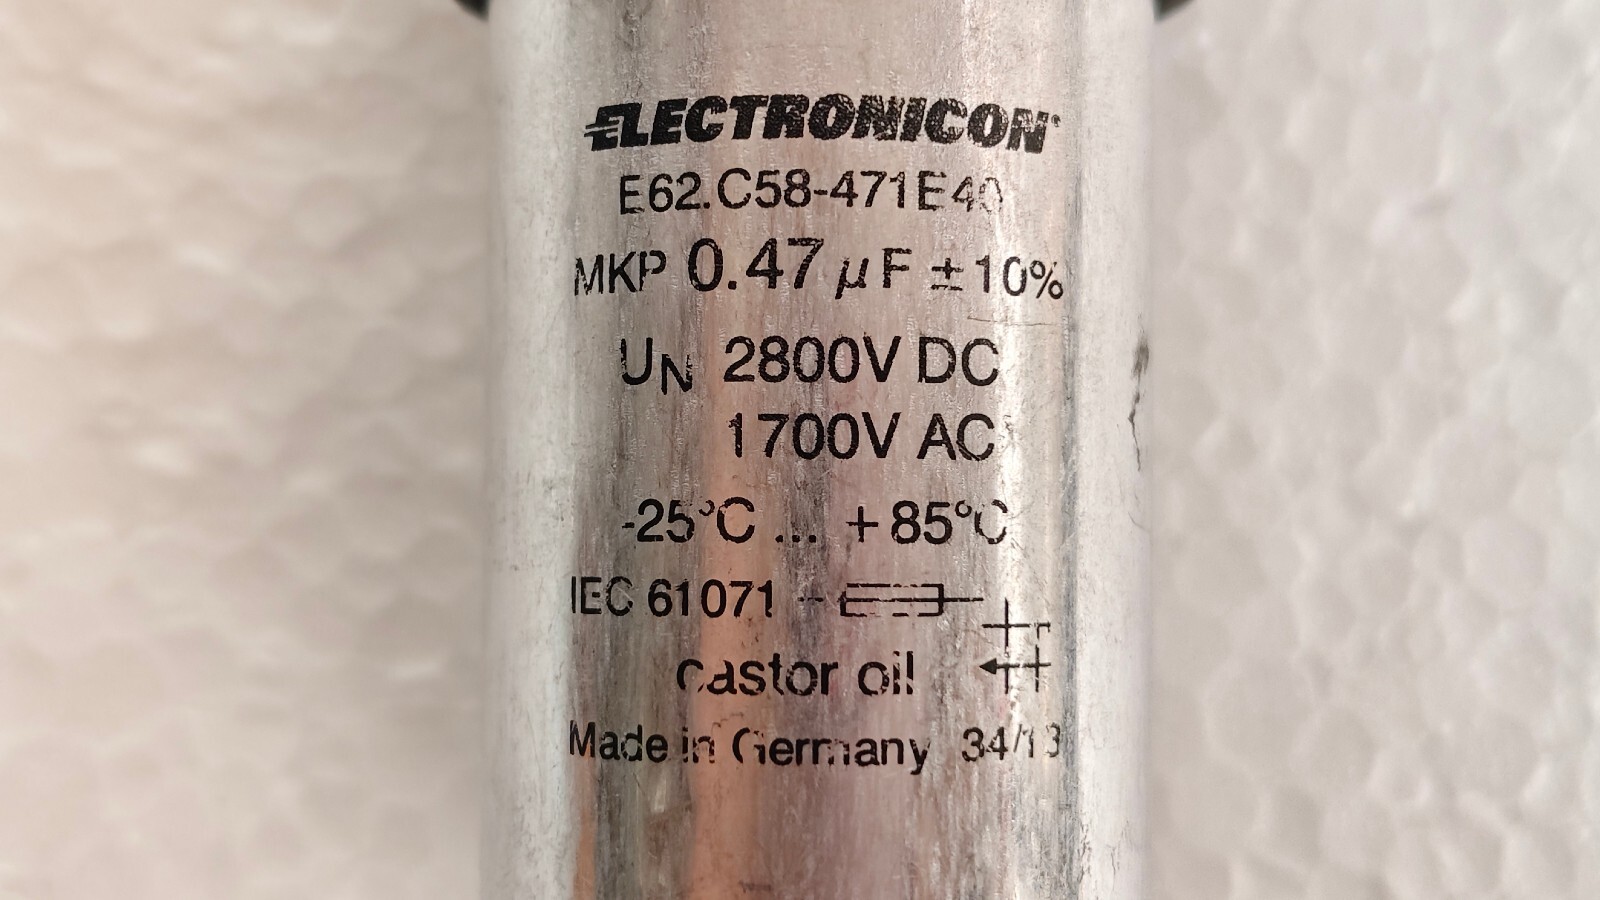 ELECTRONICON
E62.C58-471E40
MKP 0.47 µF ±10%
UN 2800V DC
1700V AC
-25°C ... +85°C
IEC 61071
castor oil
Made in Germany 34/13